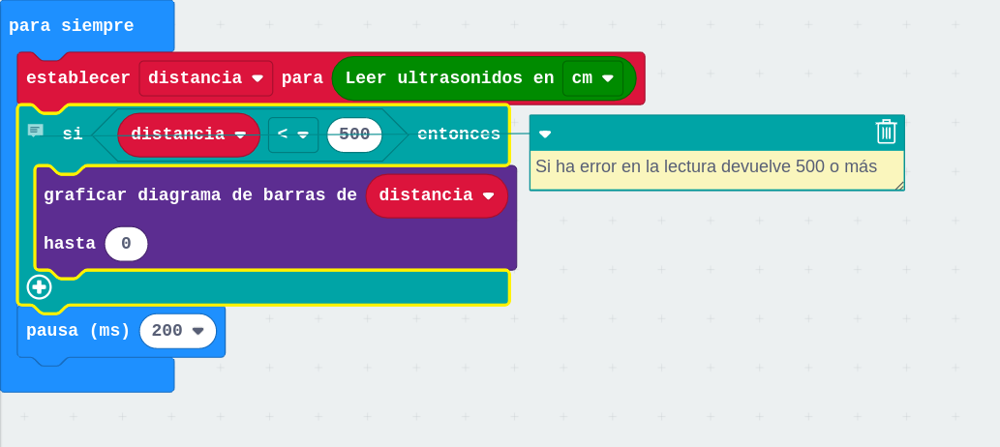 para siempre
establecer distancia para Leer ultrasonidos en cm
si distancia < 500 entonces
Si ha error en la lectura devuelve 500 o más
graficar diagrama de barras de distancia
hasta 0
pausa (ms) 200